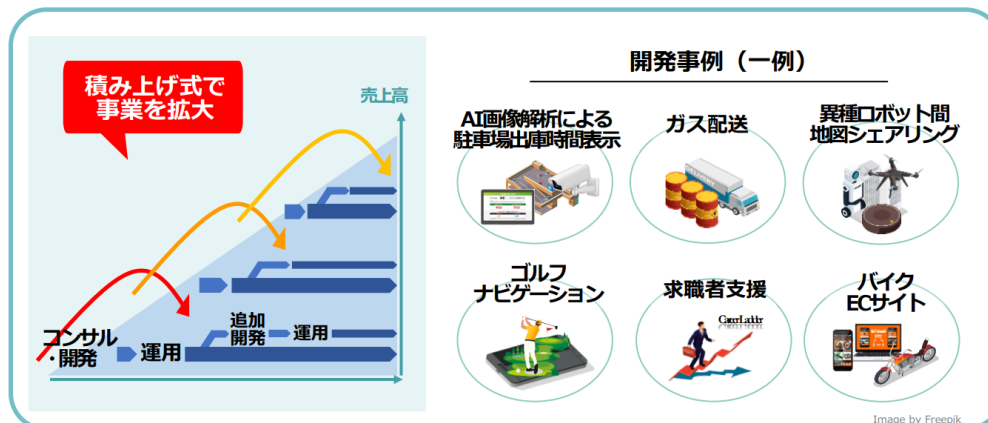 積み上げ式で
事業を拡大
売上高
コンサル
・開発
運用
追加
開発
運用
開発事例（一例）
AI画像解析による
駐車場出庫時間表示
ガス配送
異種ロボット間
地図シェアリング
ゴルフ
ナビゲーション
求職者支援
CareerLadder
バイク
ECサイト
Image by Freepik